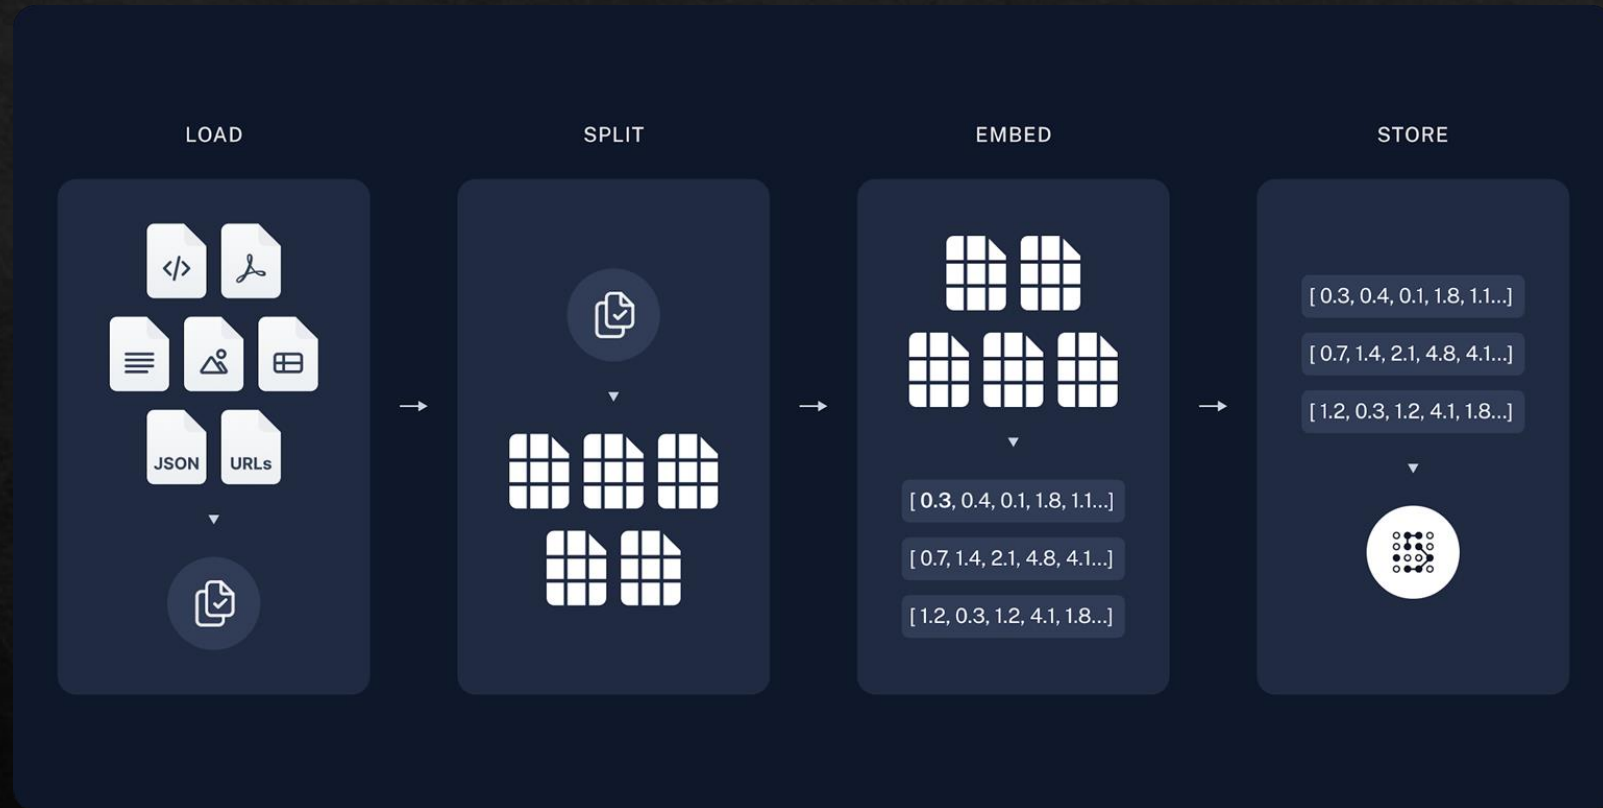 LOAD
SPLIT
EMBED
STORE
JSON
URLs
[ 0.3, 0.4, 0.1, 1.8, 1.1...]
[ 0.7, 1.4, 2.1, 4.8, 4.1...]
[ 1.2, 0.3, 1.2, 4.1, 1.8...]
[ 0.3, 0.4, 0.1, 1.8, 1.1...]
[ 0.7, 1.4, 2.1, 4.8, 4.1...]
[ 1.2, 0.3, 1.2, 4.1, 1.8...]